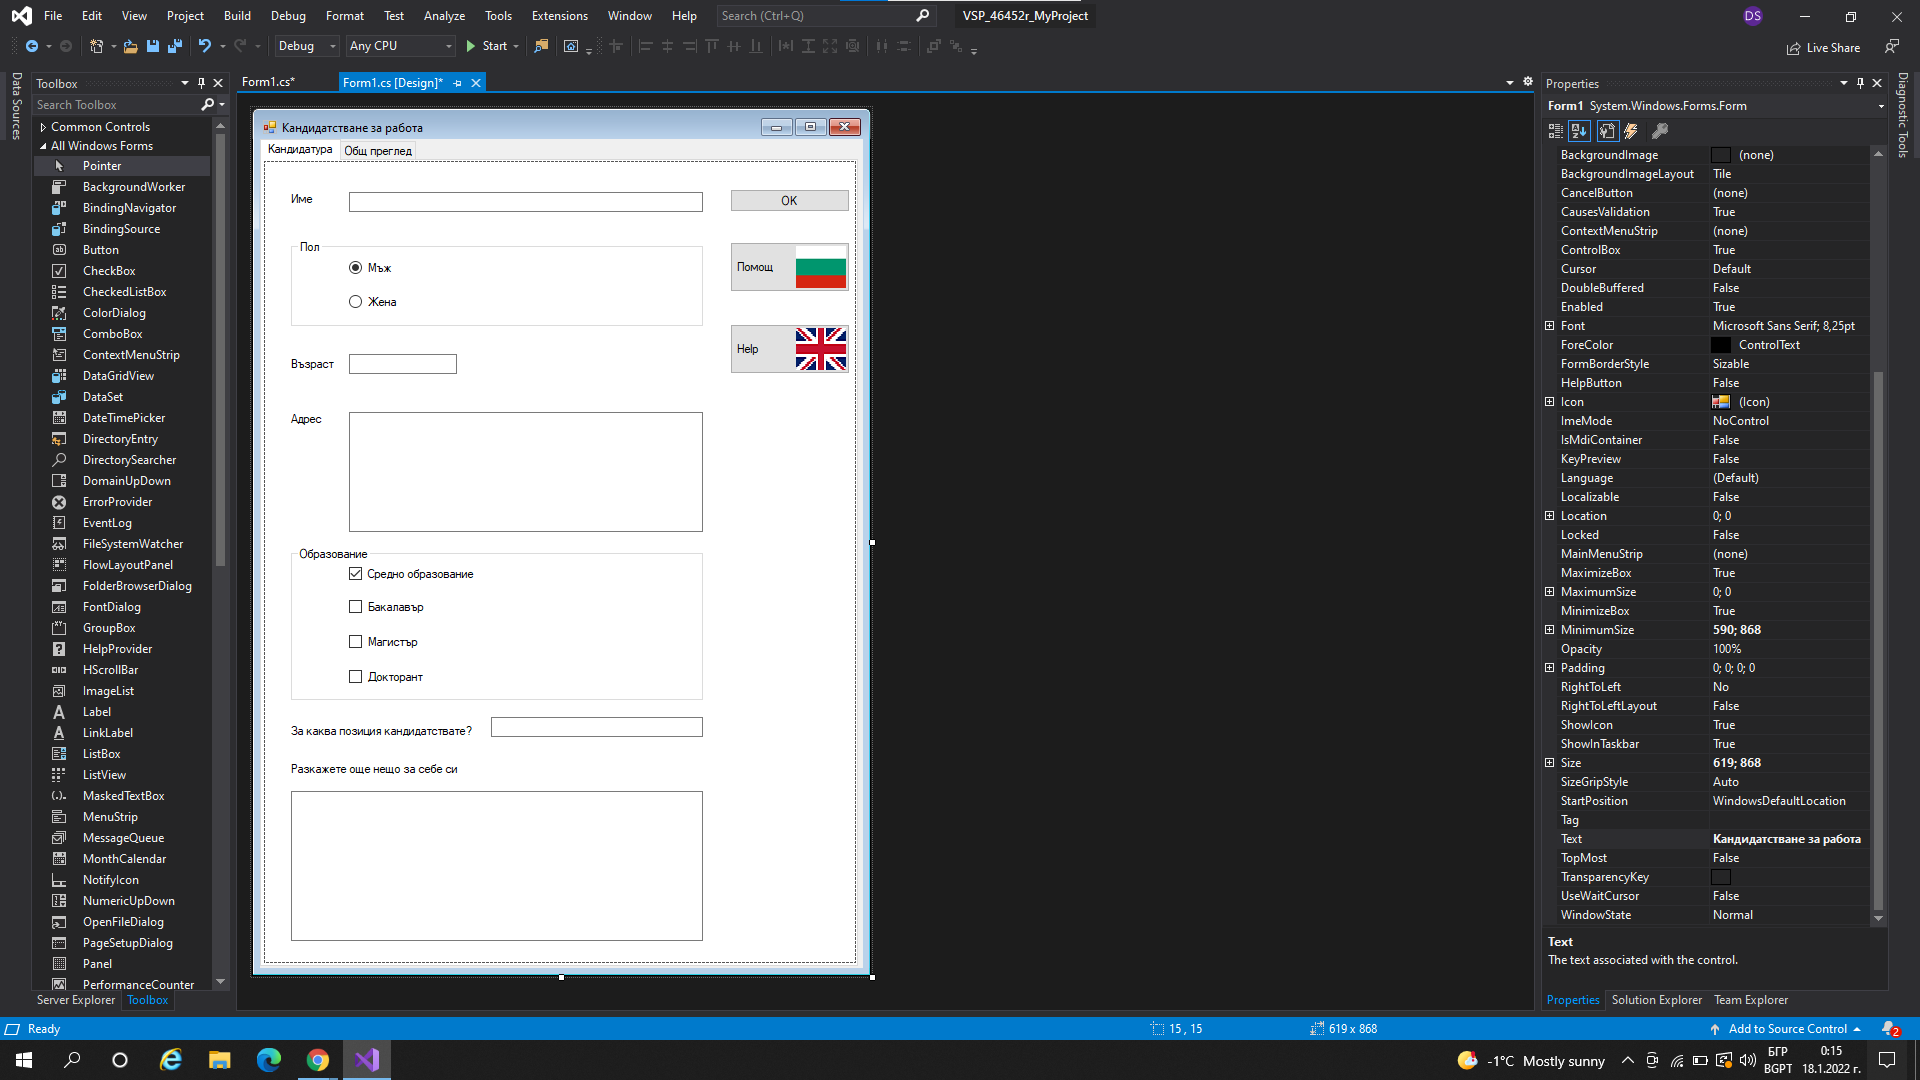 File Edit View Project Build Debug Format Test Analyze Tools Extensions Window Help Search (Ctrl+Q) VSP_46452r_MyProject DS
Debug Any CPU Start Live Share
Data Sources
Toolbox
Search Toolbox
Common Controls
All Windows Forms
Pointer
BackgroundWorker
BindingNavigator
BindingSource
Button
CheckBox
CheckedListBox
ColorDialog
ComboBox
ContextMenuStrip
DataGridView
DataSet
DateTimePicker
DirectoryEntry
DirectorySearcher
DomainUpDown
ErrorProvider
EventLog
FileSystemWatcher
FlowLayoutPanel
FolderBrowserDialog
FontDialog
GroupBox
HelpProvider
HScrollBar
ImageList
Label
LinkLabel
ListBox
ListView
MaskedTextBox
MenuStrip
MessageQueue
MonthCalendar
NotifyIcon
NumericUpDown
OpenFileDialog
PageSetupDialog
Panel
PerformanceCounter
Server Explorer Toolbox
Form1.cs* Form1.cs [Design]*
Кандидатстване за работа
Кандидатура Общ преглед
Име OK
Пол
Мъж
Помощ
Жена
Help
Възраст
Адрес
Образование
Средно образование
Бакалавър
Магистър
Докторант
За каква позиция кандидатствате?
Разкажете още нещо за себе си
Properties
Form1 System.Windows.Forms.Form
BackgroundImage (none)
BackgroundImageLayout Tile
CancelButton (none)
CausesValidation True
ContextMenuStrip (none)
ControlBox True
Cursor Default
DoubleBuffered False
Enabled True
Font Microsoft Sans Serif; 8,25pt
ForeColor ControlText
FormBorderStyle Sizable
HelpButton False
Icon (Icon)
ImeMode NoControl
IsMdiContainer False
KeyPreview False
Language (Default)
Localizable False
Location 0; 0
Locked False
MainMenuStrip (none)
MaximizeBox True
MaximumSize 0; 0
MinimizeBox True
MinimumSize 590; 868
Opacity 100%
Padding 0; 0; 0; 0
RightToLeft No
RightToLeftLayout False
ShowIcon True
ShowInTaskbar True
Size 619; 868
SizeGripStyle Auto
StartPosition WindowsDefaultLocation
Tag
Text Кандидатстване за работа
TopMost False
TransparencyKey
UseWaitCursor False
WindowState Normal
Text
The text associated with the control.
Properties Solution Explorer Team Explorer
Diagnostic Tools
Ready 15 , 15 619 x 868 Add to Source Control 2
-1°C Mostly sunny БГР BGPT 0:15 18.1.2022 г.